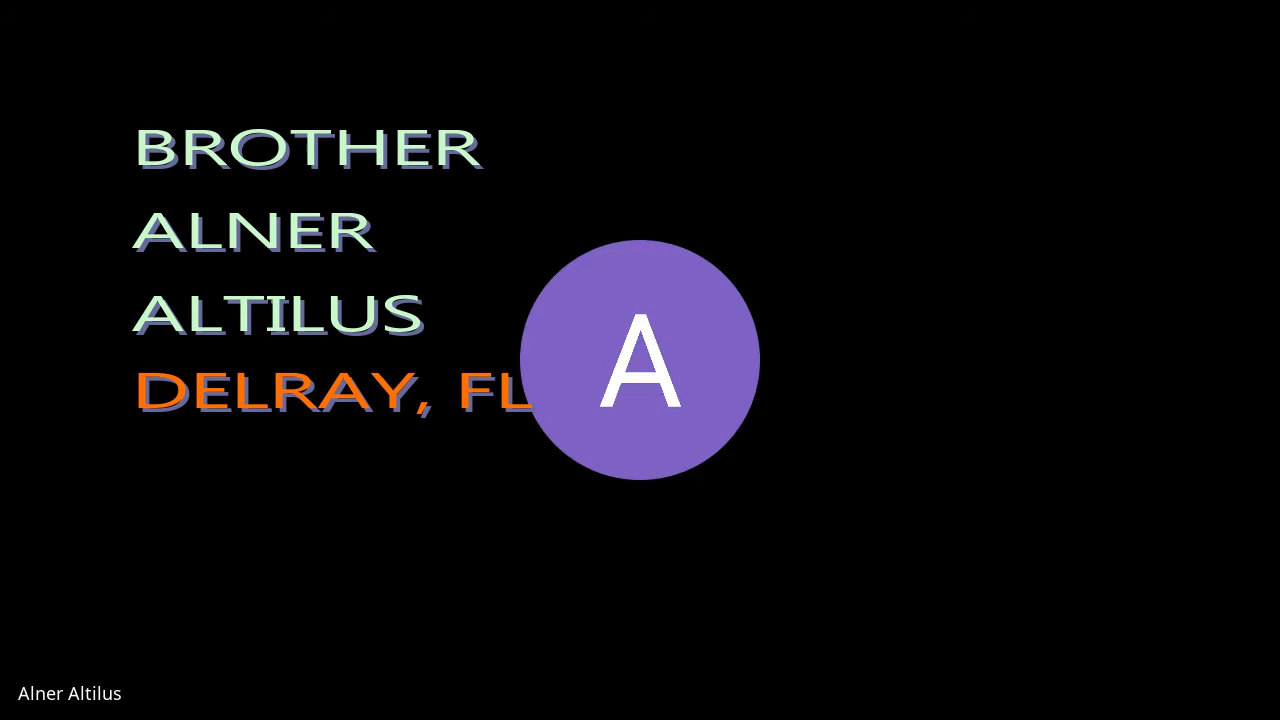 BROTHER
ALNER
ALTILUS
DELRAY, FL
A
Alner Altilus